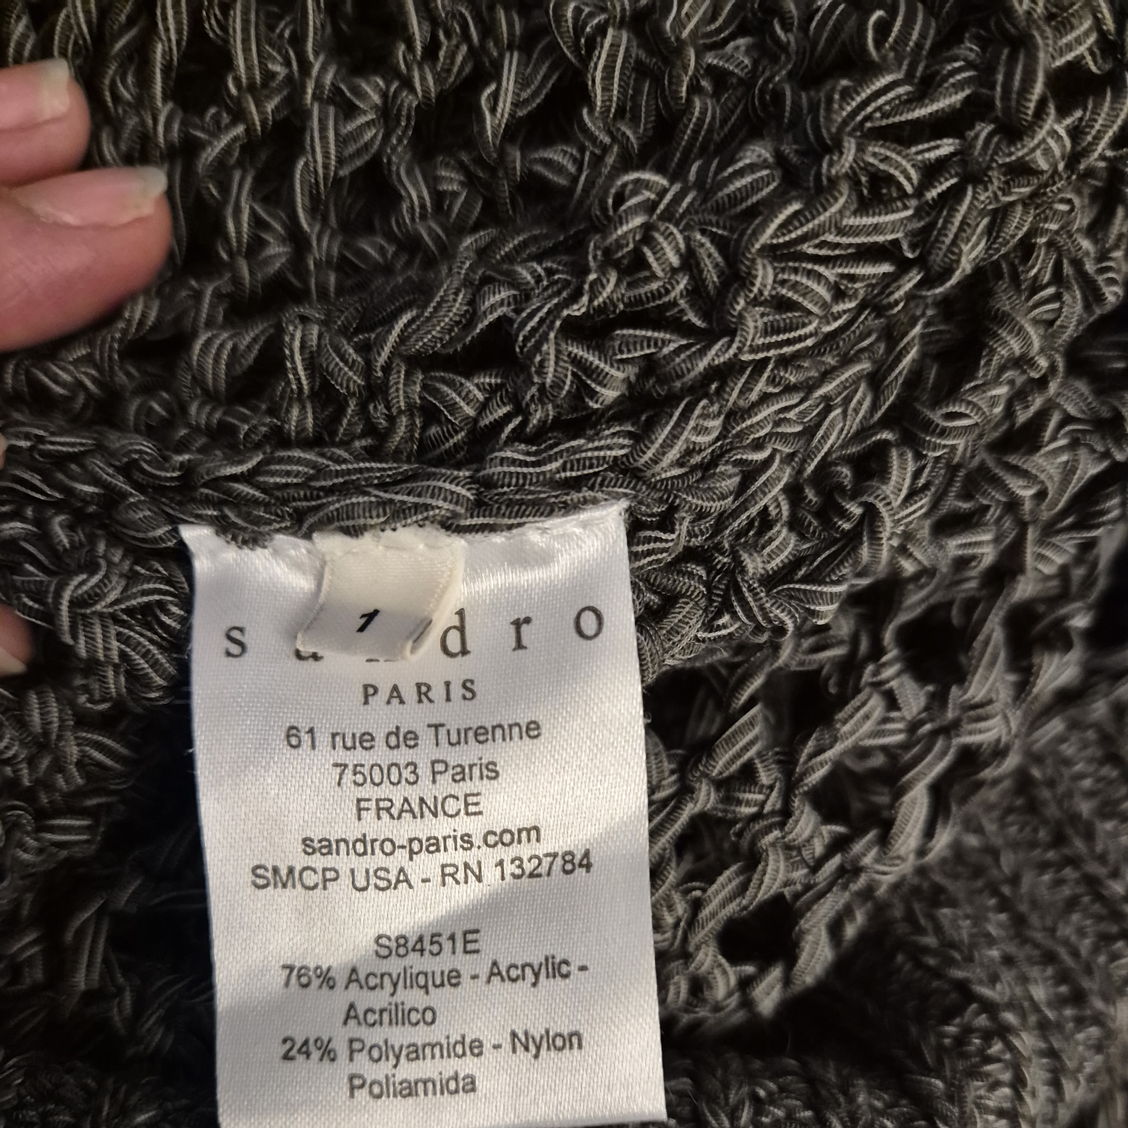 1
s d r o
PARIS
61 rue de Turenne
75003 Paris
FRANCE
sandro-paris.com
SMCP USA - RN 132784
S8451E
76% Acrylique - Acrylic -
Acrilico
24% Polyamide - Nylon
Poliamida